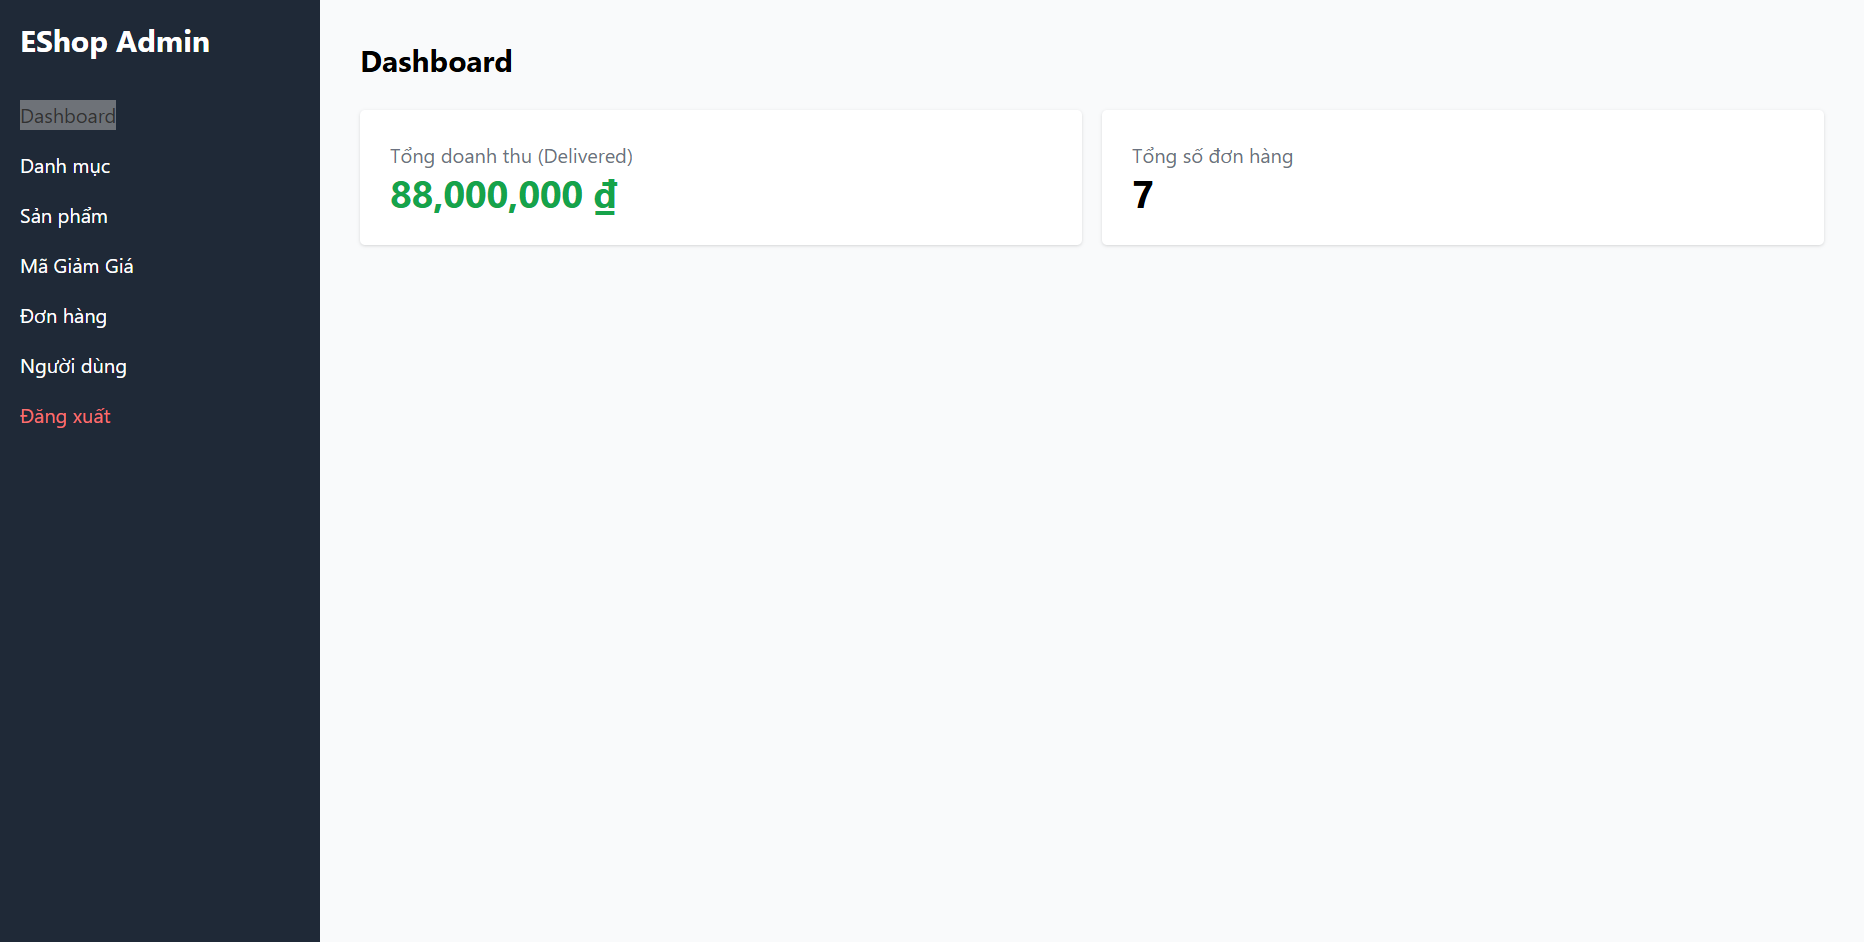 EShop Admin
Dashboard
Danh mục
Sản phẩm
Mã Giảm Giá
Đơn hàng
Người dùng
Đăng xuất
Dashboard
Tổng doanh thu (Delivered)
88,000,000 ₫
Tổng số đơn hàng
7